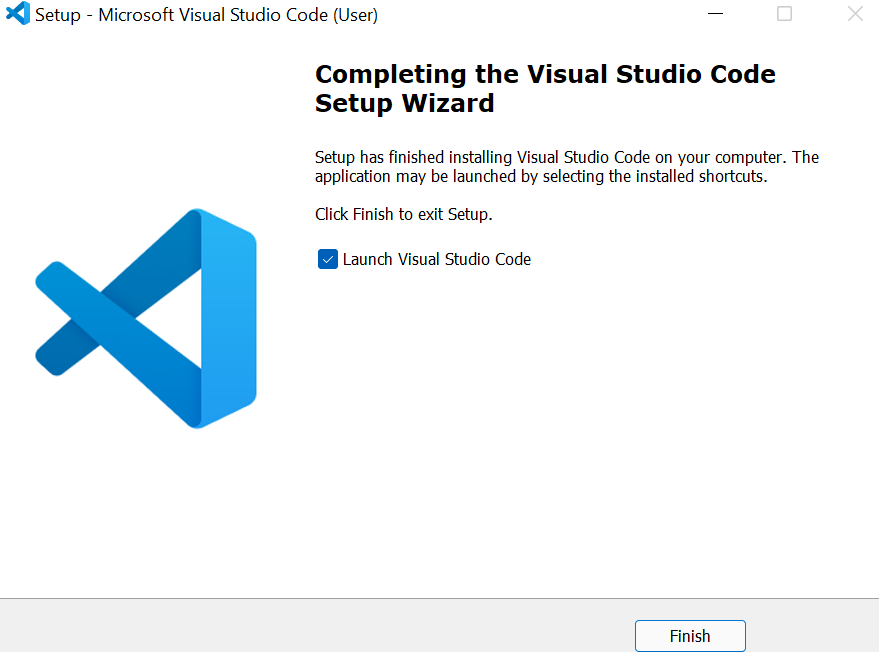 Setup - Microsoft Visual Studio Code (User)
Completing the Visual Studio Code
Setup Wizard
Setup has finished installing Visual Studio Code on your computer. The
application may be launched by selecting the installed shortcuts.
Click Finish to exit Setup.
Launch Visual Studio Code
Finish